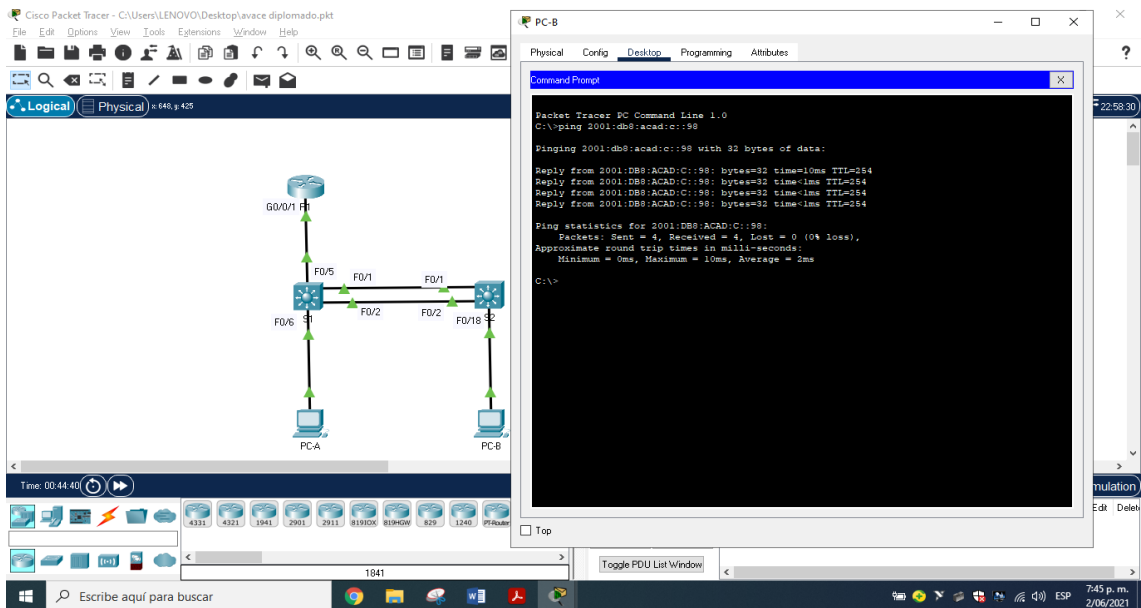 Cisco Packet Tracer - C:\Users\LENOVO\Desktop\avace diplomado.pkt
File Edit Options View Tools Extensions Window Help
Logical Physical x: 648, y: 425
22:58:30
G0/0/1 R1
F0/5
F0/1
F0/1
F0/6
S1
F0/2
F0/2
F0/18
S2
PC-A
PC-B
Time: 00:44:40
4331 4321 1941 2901 2911 819IOX 819HGW 829 1240 PT-Router
1841
PC-B
Physical Config Desktop Programming Attributes
Command Prompt
X
Packet Tracer PC Command Line 1.0
C:\>ping 2001:db8:acad:c::98
Pinging 2001:db8:acad:c::98 with 32 bytes of data:
Reply from 2001:DB8:ACAD:C::98: bytes=32 time=10ms TTL=254
Reply from 2001:DB8:ACAD:C::98: bytes=32 time<1ms TTL=254
Reply from 2001:DB8:ACAD:C::98: bytes=32 time<1ms TTL=254
Reply from 2001:DB8:ACAD:C::98: bytes=32 time<1ms TTL=254
Ping statistics for 2001:DB8:ACAD:C::98:
Packets: Sent = 4, Received = 4, Lost = 0 (0% loss),
Approximate round trip times in milli-seconds:
Minimum = 0ms, Maximum = 10ms, Average = 2ms
C:\>
Top
?
mulation
Edit Delete
Toggle PDU List Window
Escribe aquí para buscar
ESP
7:45 p. m.
2/06/2021